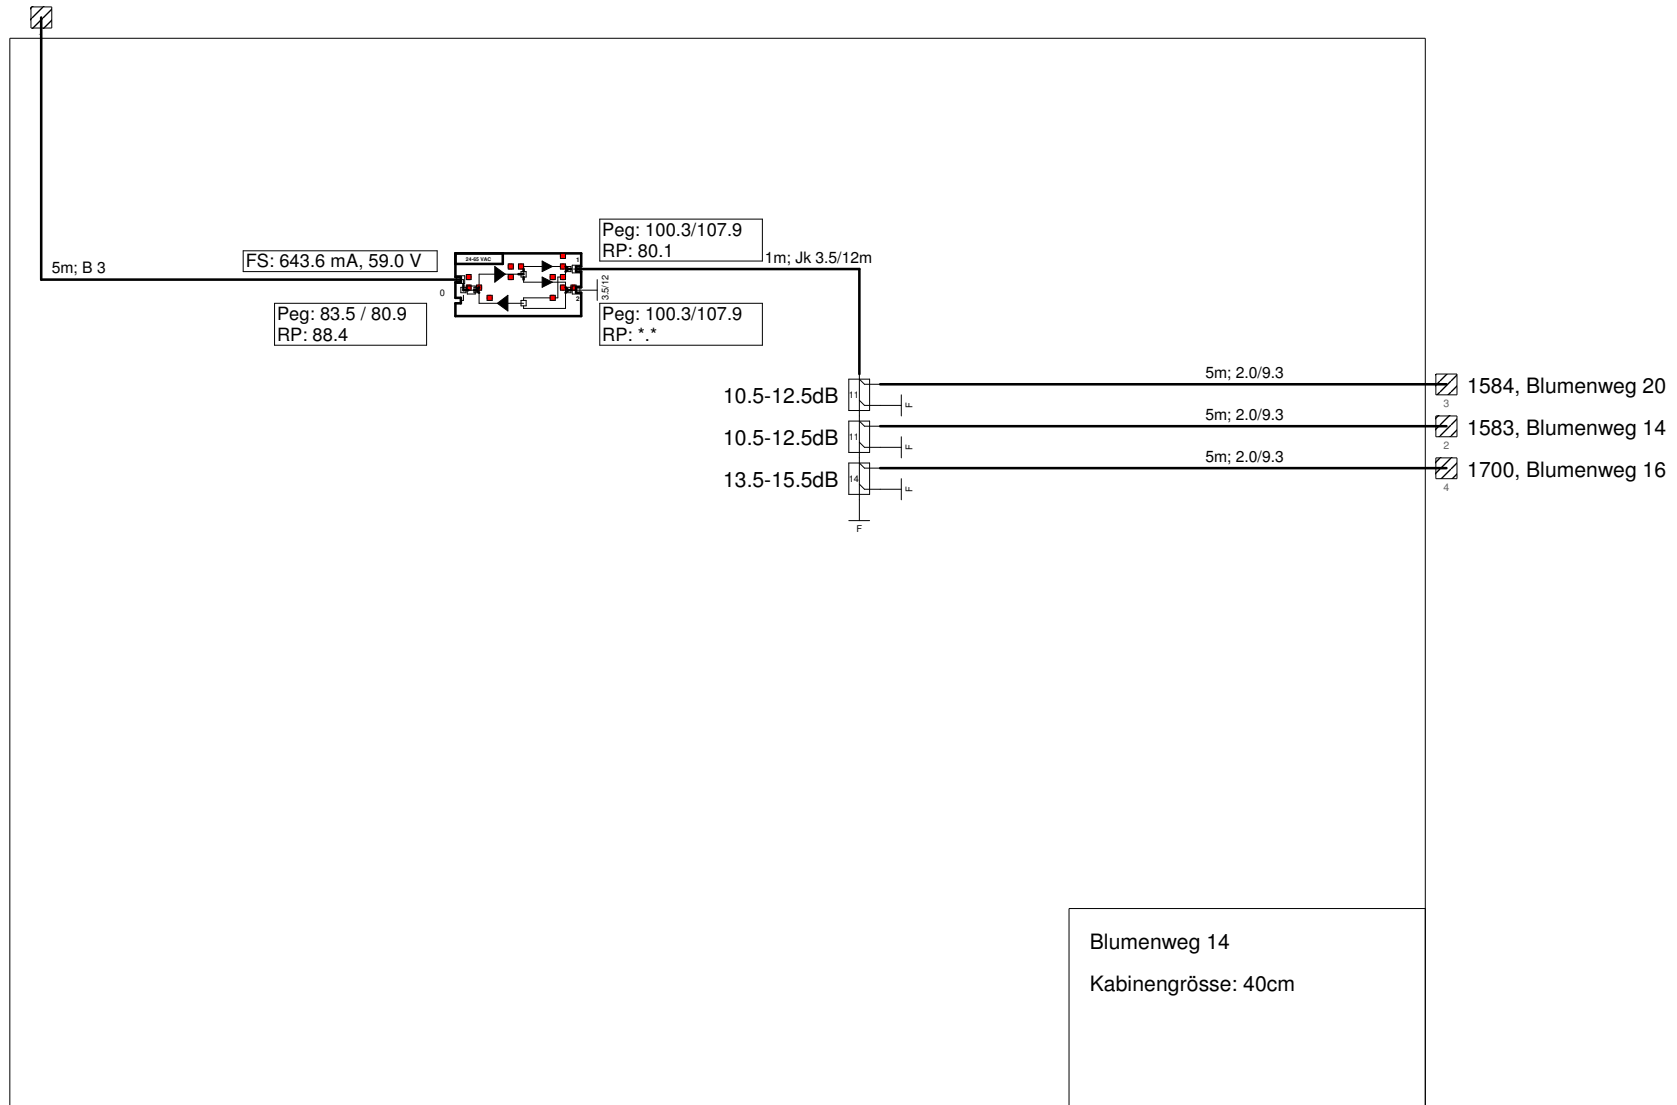 Peg: 100.3/107.9
RP: 80.1
5m; B 3
FS: 643.6 mA, 59.0 V
24-65 VAC
1
1m; Jk 3.5/12m
0
2
3.5/12
Peg: 83.5 / 80.9
RP: 88.4
Peg: 100.3/107.9
RP: *.*
10.5-12.5dB
11
F
5m; 2.0/9.3
3
1584, Blumenweg 20
10.5-12.5dB
11
F
5m; 2.0/9.3
2
1583, Blumenweg 14
13.5-15.5dB
14
F
5m; 2.0/9.3
4
1700, Blumenweg 16
F
Blumenweg 14
Kabinengrösse: 40cm